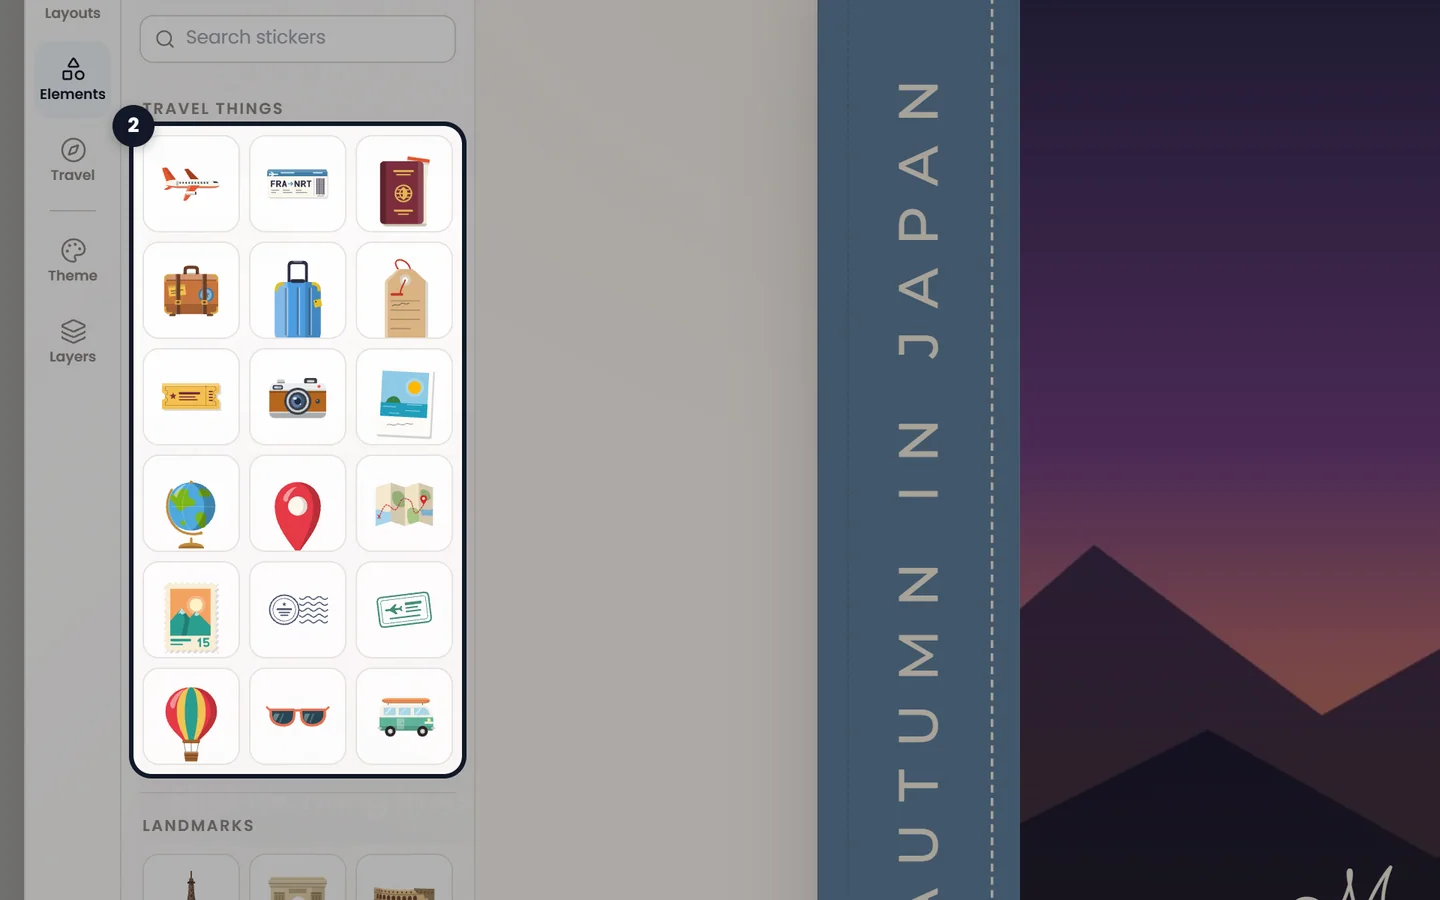 Layouts
Elements
Travel
Theme
Layers
Search stickers
TRAVEL THINGS
2
FRA→NRT
15
LANDMARKS
AUTUMN IN JAPAN
M